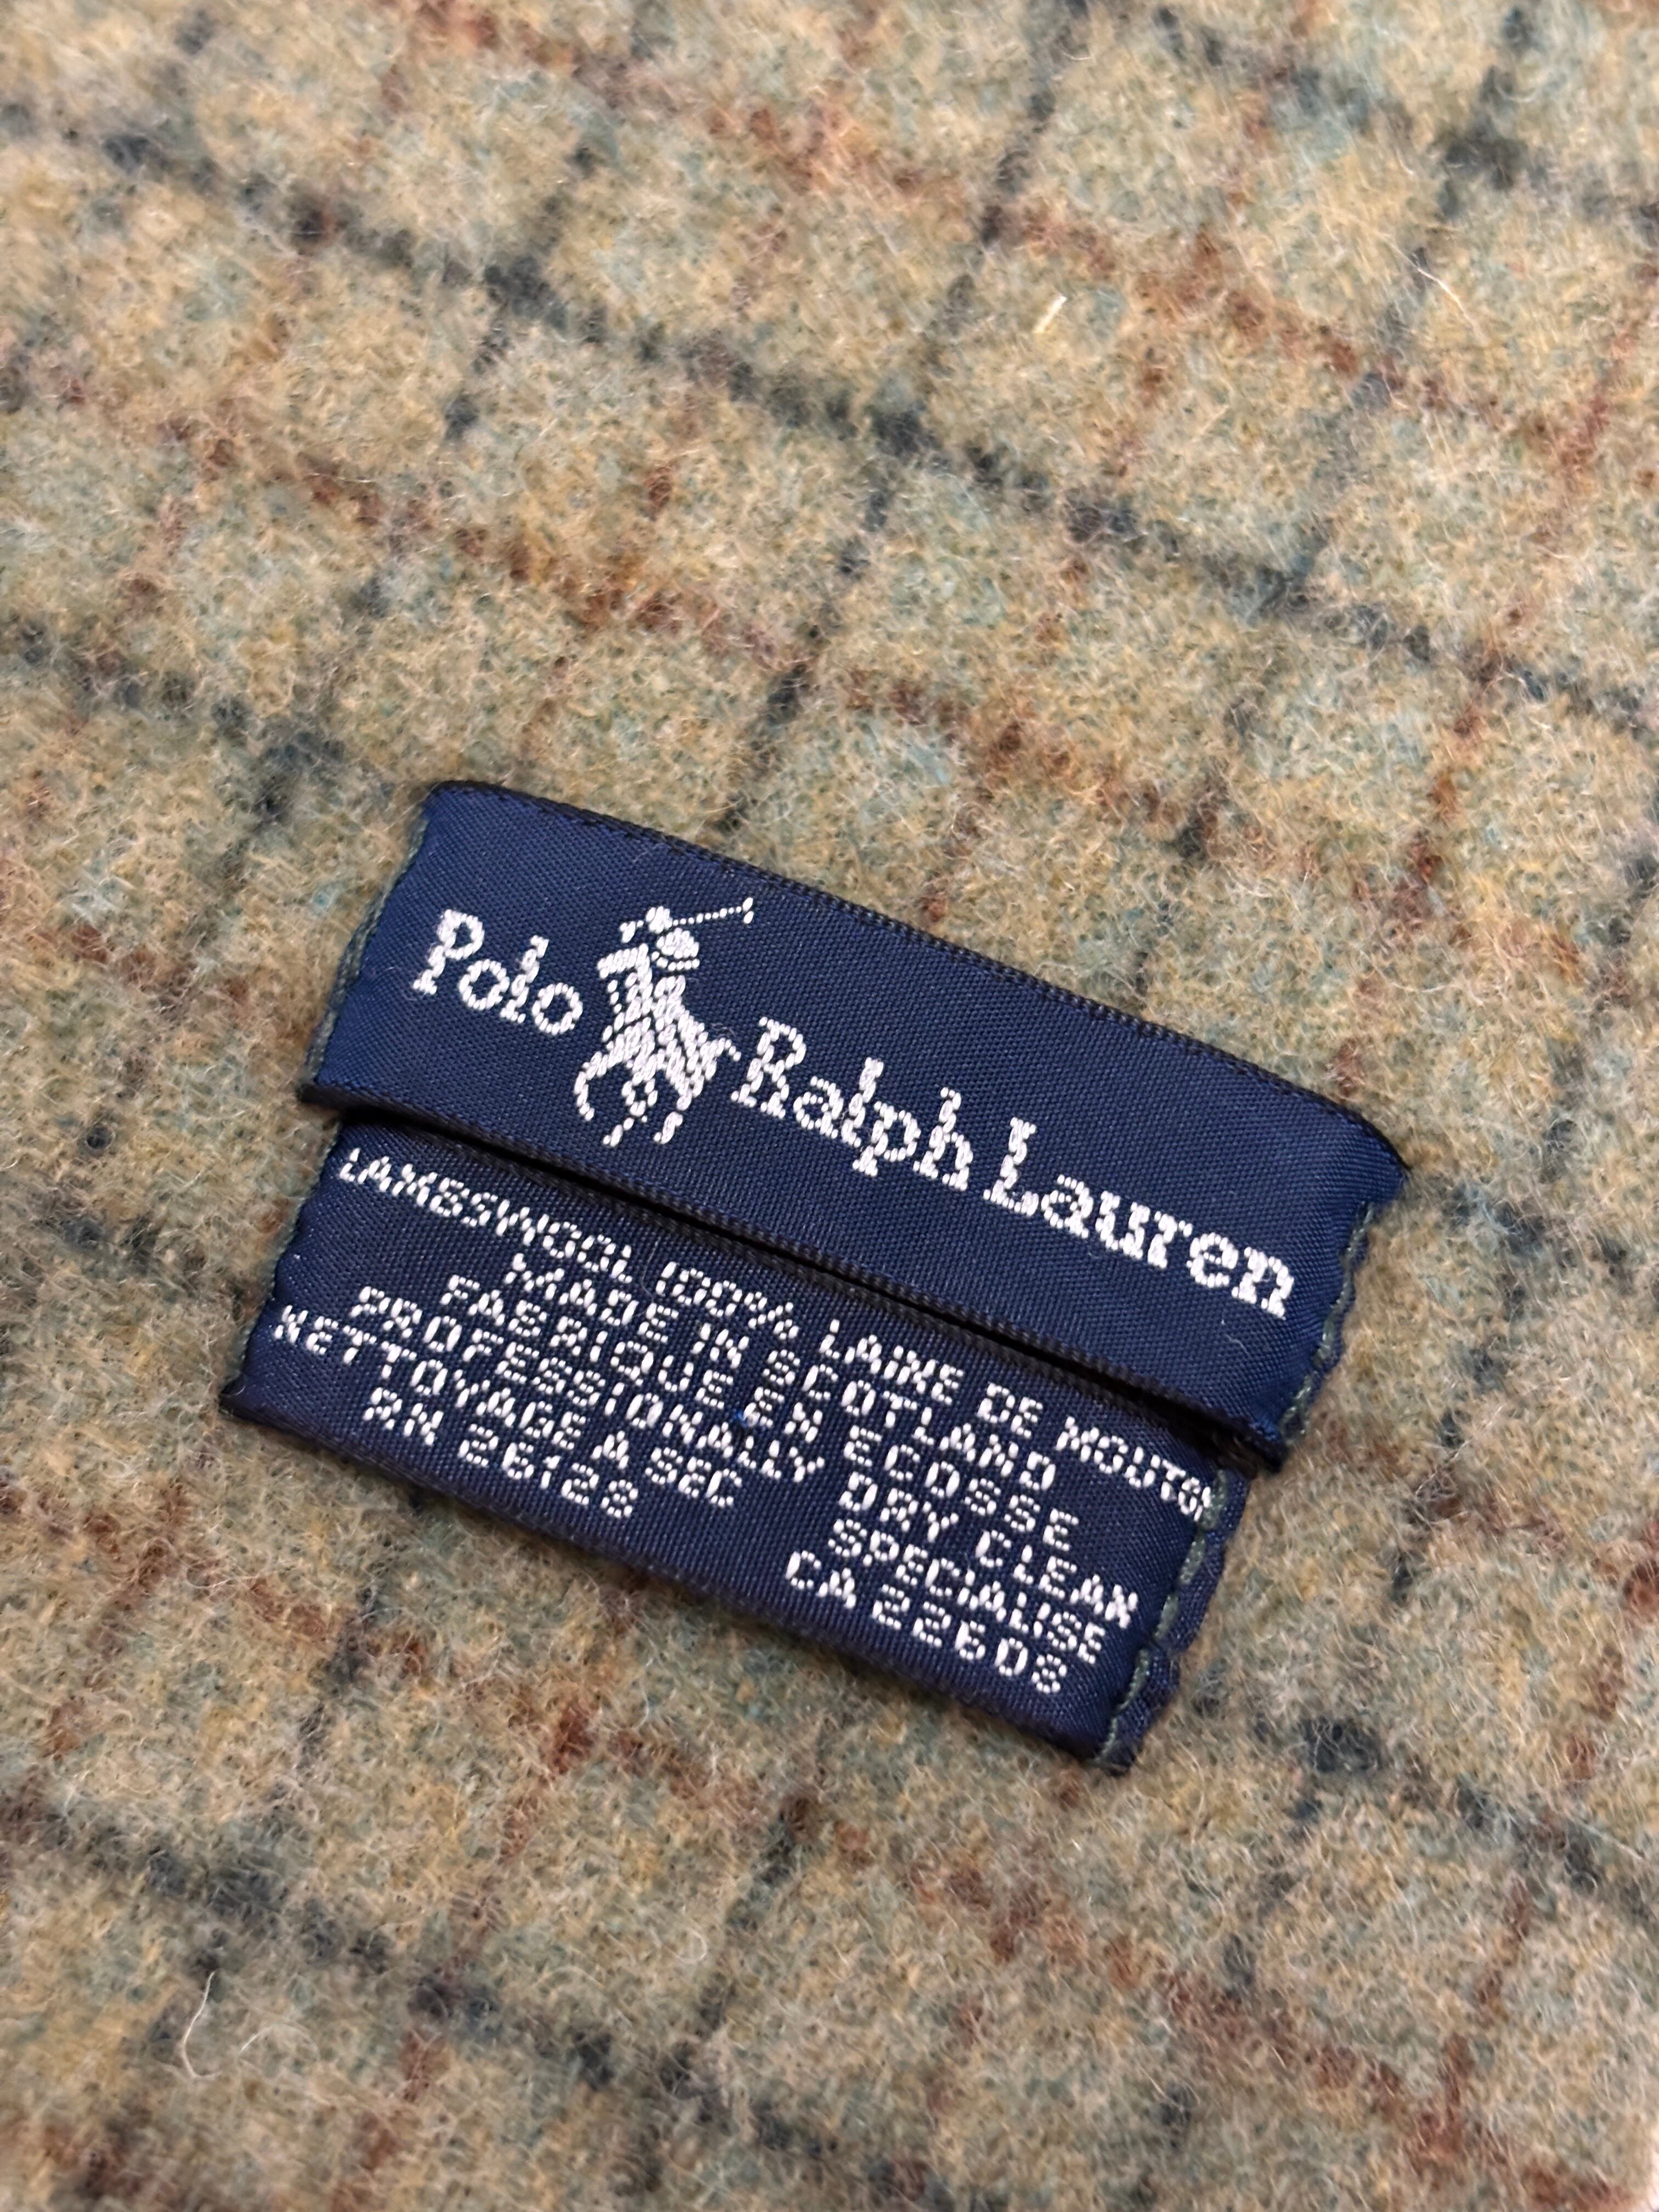 Polo Ralph Lauren
LAMBSWOOL 100% LAINE DE MOUTON
MADE IN SCOTLAND
FABRIQUE EN ECOSSE
PROFESSIONALLY DRY CLEAN
NETTOYAGE A SEC SPECIALISE
RN 26128 CA 22608